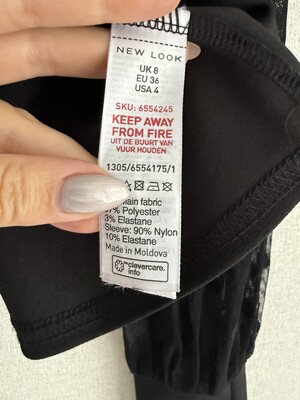 NEW LOOK
UK 8
EU 36
USA 4
SKU: 6554245
KEEP AWAY
FROM FIRE
UIT DE BUURT VAN
VUUR HOUDEN
1305/6554175/1
fabric
Polyester
3% Elastane
Sleeve: 90% Nylon
10% Elastane
Made in Moldova
clevercare.
info